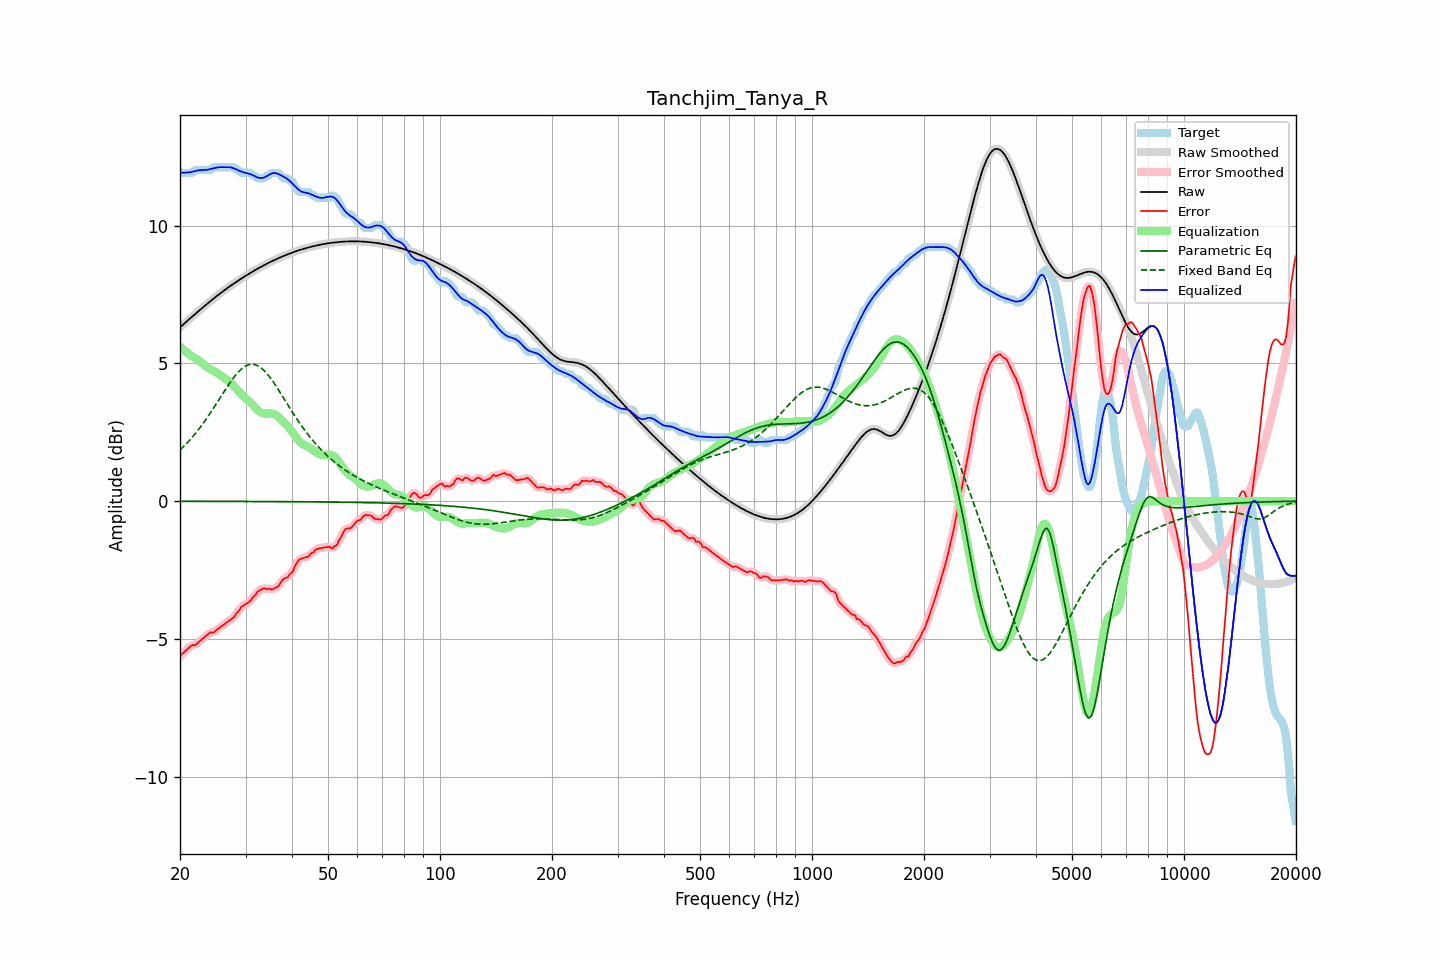 Tanchjim_Tanya_R
Target
Raw Smoothed
Error Smoothed
Raw
Error
Equalization
Parametric Eq
Fixed Band Eq
Equalized
Amplitude (dBr)
10
5
0
−5
−10
20 50 100 200 500 1000 2000 5000 10000 20000
Frequency (Hz)